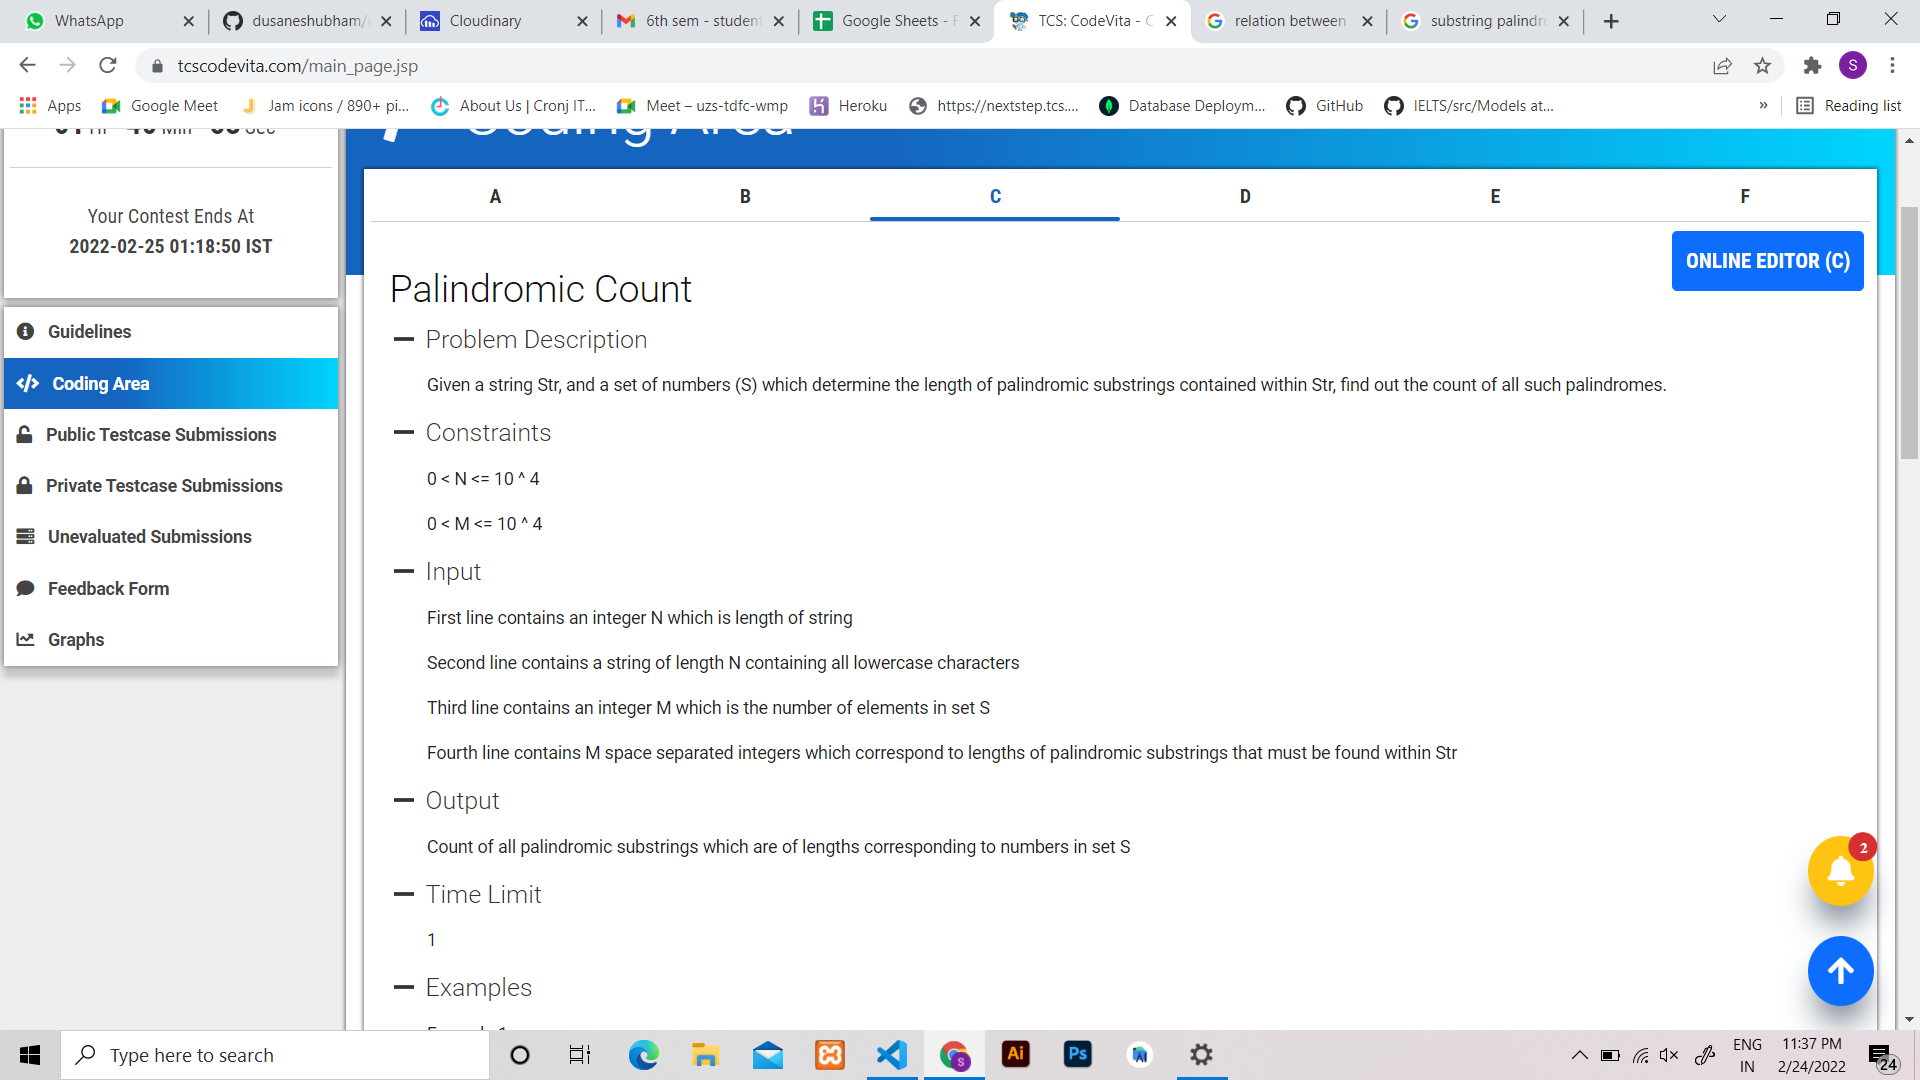 WhatsApp
dusaneshubham/
Cloudinary
6th sem - student
Google Sheets - F
TCS: CodeVita - C
relation between
substring palindr
tcscodevita.com/main_page.jsp
S
Apps
Google Meet
Jam icons / 890+ pi...
About Us | Cronj IT...
Meet – uzs-tdfc-wmp
Heroku
https://nextstep.tcs....
Database Deploym...
GitHub
IELTS/src/Models at...
»
Reading list
Coding Area
Your Contest Ends At
2022-02-25 01:18:50 IST
Guidelines
Coding Area
Public Testcase Submissions
Private Testcase Submissions
Unevaluated Submissions
Feedback Form
Graphs
A B C D E F
ONLINE EDITOR (C)
Palindromic Count
Problem Description
Given a string Str, and a set of numbers (S) which determine the length of palindromic substrings contained within Str, find out the count of all such palindromes.
Constraints
0 < N <= 10 ^ 4
0 < M <= 10 ^ 4
Input
First line contains an integer N which is length of string
Second line contains a string of length N containing all lowercase characters
Third line contains an integer M which is the number of elements in set S
Fourth line contains M space separated integers which correspond to lengths of palindromic substrings that must be found within Str
Output
Count of all palindromic substrings which are of lengths corresponding to numbers in set S
Time Limit
1
Examples
2
Type here to search
Ai
Ps
ENG
IN
11:37 PM
2/24/2022
24